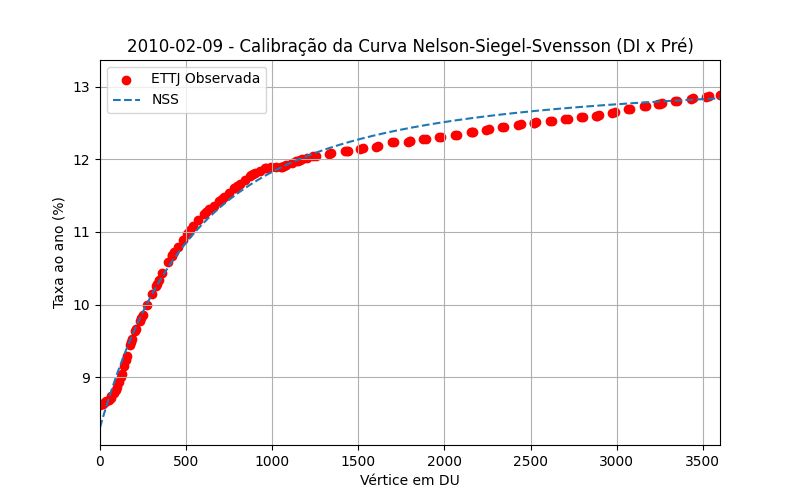 2010-02-09 - Calibração da Curva Nelson-Siegel-Svensson (DI x Pré)
ETTJ Observada
NSS
Taxa ao ano (%)
13
12
11
10
9
0 500 1000 1500 2000 2500 3000 3500
Vértice em DU